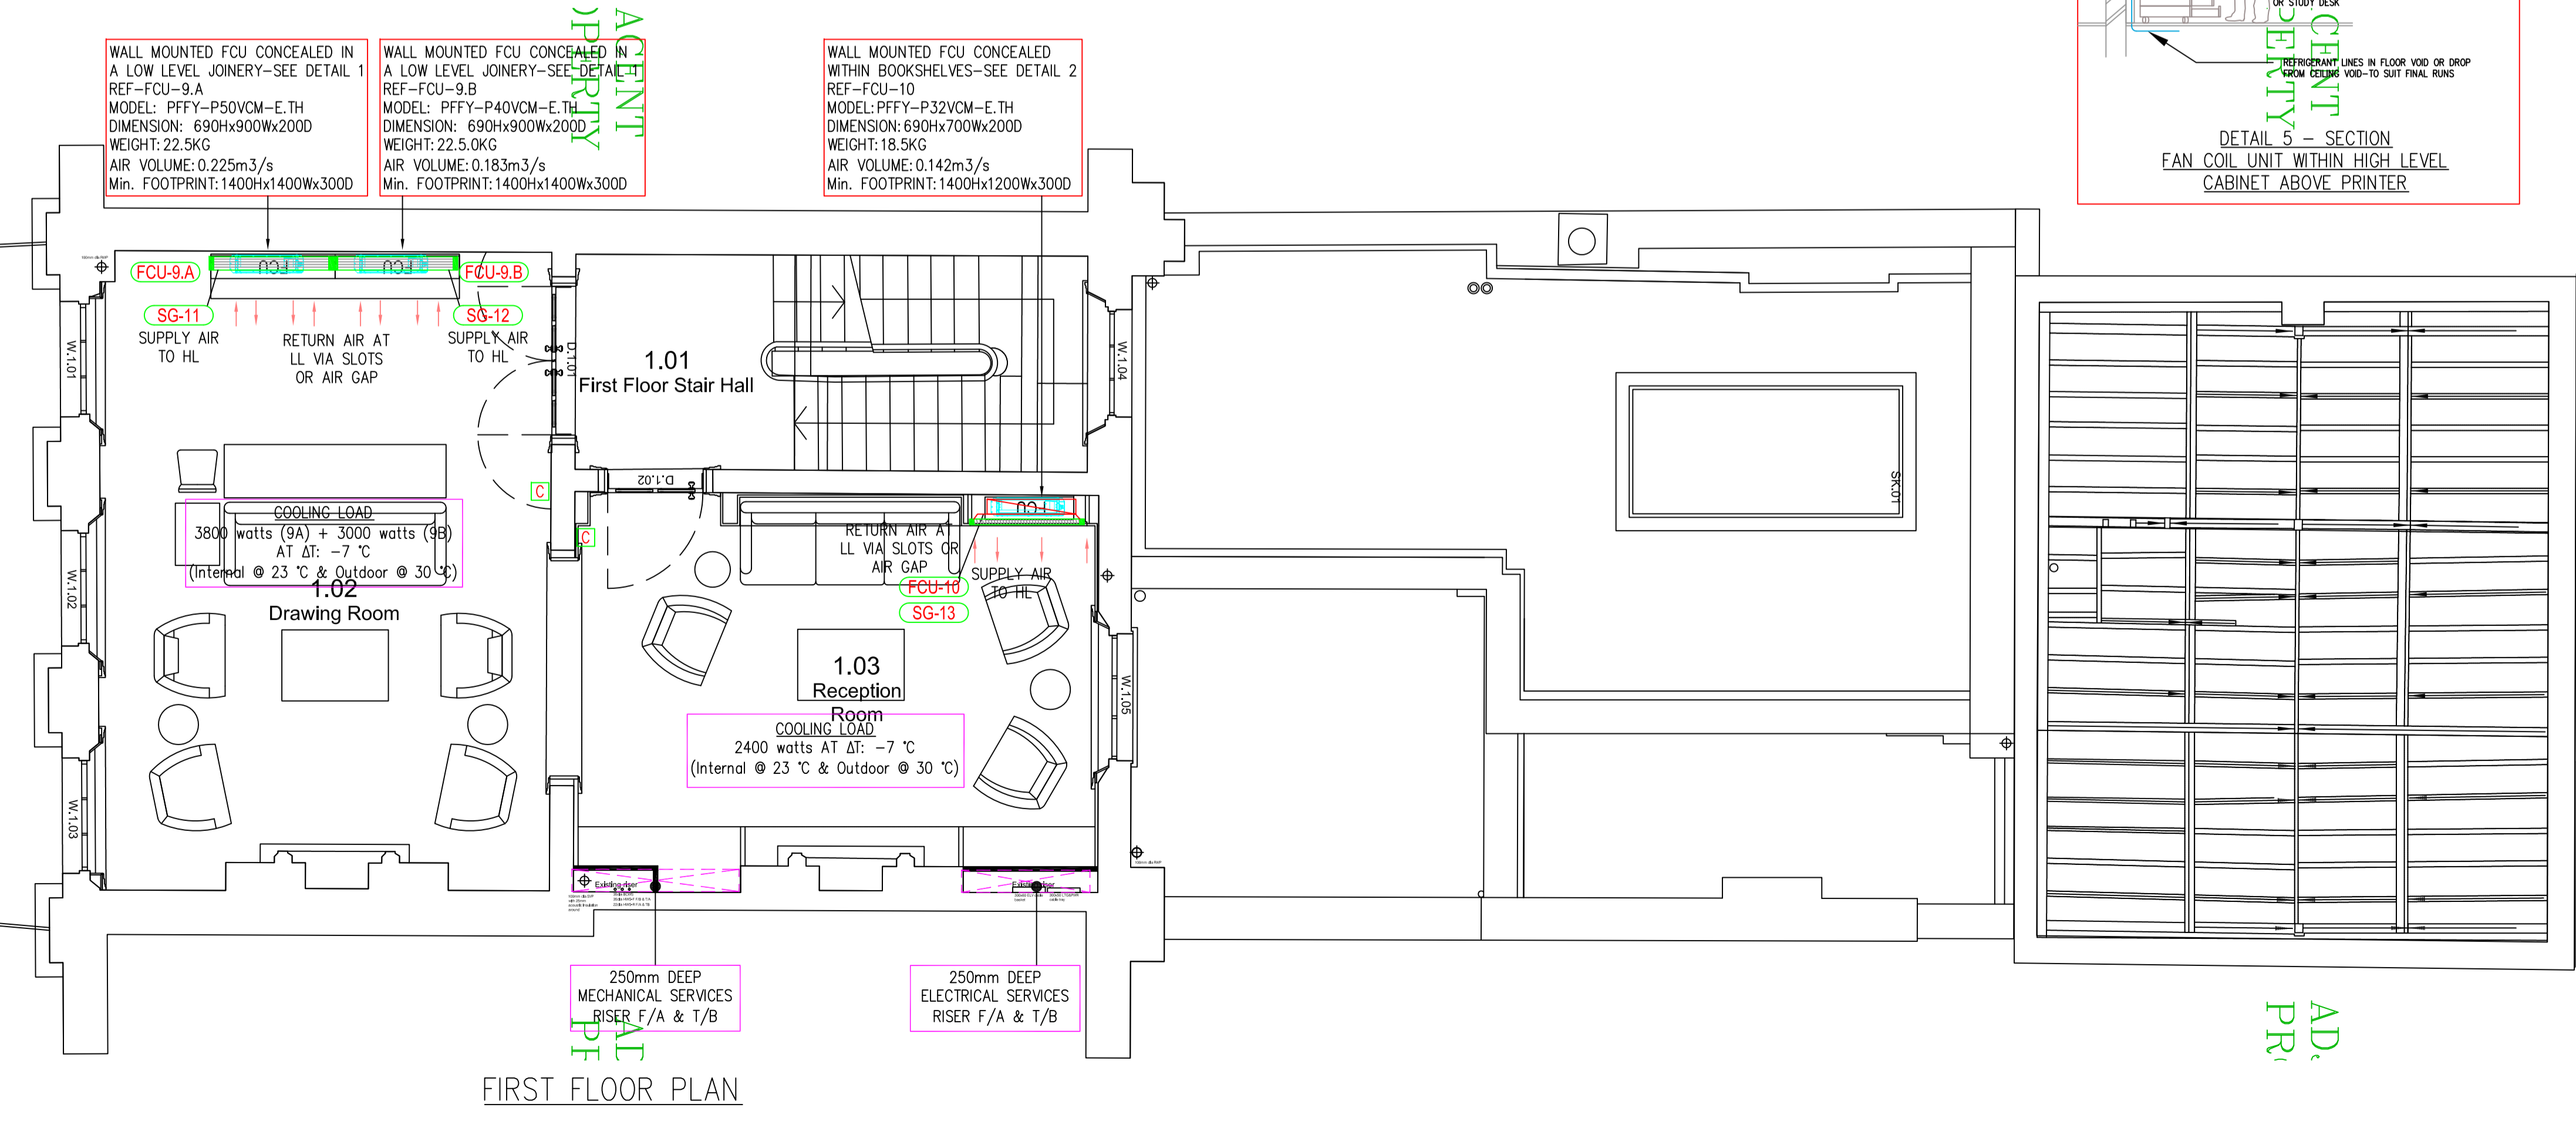 WALL MOUNTED FCU CONCEALED IN
A LOW LEVEL JOINERY-SEE DETAIL 1
REF-FCU-9.A
MODEL: PFFY-P50VCM-E.TH
DIMENSION: 690Hx900Wx200D
WEIGHT: 22.5KG
AIR VOLUME: 0.225m3/s
Min. FOOTPRINT: 1400Hx1400Wx300D
WALL MOUNTED FCU CONCEALED IN
A LOW LEVEL JOINERY-SEE DETAIL 1
REF-FCU-9.B
MODEL: PFFY-P40VCM-E.TH
DIMENSION: 690Hx900Wx200D
WEIGHT: 22.5.0KG
AIR VOLUME: 0.183m3/s
Min. FOOTPRINT: 1400Hx1400Wx300D
ACENT
OPERTY
WALL MOUNTED FCU CONCEALED
WITHIN BOOKSHELVES-SEE DETAIL 2
REF-FCU-10
MODEL: PFFY-P32VCM-E.TH
DIMENSION: 690Hx700Wx200D
WEIGHT: 18.5KG
AIR VOLUME: 0.142m3/s
Min. FOOTPRINT: 1400Hx1200Wx300D
OR STUDY DESK
CENT
PERTY
REFRIGERANT LINES IN FLOOR VOID OR DROP
FROM CEILING VOID-TO SUIT FINAL RUNS
DETAIL 5 - SECTION
FAN COIL UNIT WITHIN HIGH LEVEL
CABINET ABOVE PRINTER
FCU-9.A
FCU
FCU
FCU-9.B
SG-11
SG-12
SUPPLY AIR
TO HL
RETURN AIR AT
LL VIA SLOTS
OR AIR GAP
SUPPLY AIR
TO HL
W.1.01
D.1.01
1.01
First Floor Stair Hall
W.1.04
D.1.02
C
C
COOLING LOAD
3800 watts (9A) + 3000 watts (9B)
AT ΔT: -7 °C
(Internal @ 23 °C & Outdoor @ 30 °C)
1.02
Drawing Room
W.1.02
W.1.03
FCU
RETURN AIR AT
LL VIA SLOTS OR
AIR GAP
SUPPLY AIR
TO HL
FCU-10
SG-13
1.03
Reception
Room
COOLING LOAD
2400 watts AT ΔT: -7 °C
(Internal @ 23 °C & Outdoor @ 30 °C)
W.1.05
SK.01
Existing riser
Existing riser
250mm DEEP
MECHANICAL SERVICES
RISER F/A & T/B
250mm DEEP
ELECTRICAL SERVICES
RISER F/A & T/B
FIRST FLOOR PLAN